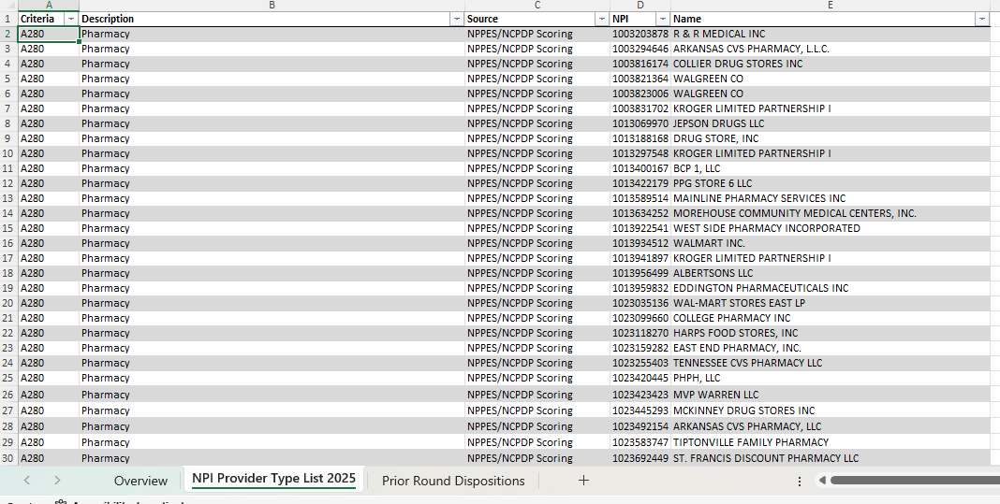 A B C D E
1 Criteria Description Source NPI Name
2 A280 Pharmacy NPPES/NCPDP Scoring 1003203878 R & R MEDICAL INC
3 A280 Pharmacy NPPES/NCPDP Scoring 1003294646 ARKANSAS CVS PHARMACY, L.L.C.
4 A280 Pharmacy NPPES/NCPDP Scoring 1003816174 COLLIER DRUG STORES INC
5 A280 Pharmacy NPPES/NCPDP Scoring 1003821364 WALGREEN CO
6 A280 Pharmacy NPPES/NCPDP Scoring 1003823006 WALGREEN CO
7 A280 Pharmacy NPPES/NCPDP Scoring 1003831702 KROGER LIMITED PARTNERSHIP I
8 A280 Pharmacy NPPES/NCPDP Scoring 1013069970 JEPSON DRUGS LLC
9 A280 Pharmacy NPPES/NCPDP Scoring 1013188168 DRUG STORE, INC
10 A280 Pharmacy NPPES/NCPDP Scoring 1013297548 KROGER LIMITED PARTNERSHIP I
11 A280 Pharmacy NPPES/NCPDP Scoring 1013400167 BCP 1, LLC
12 A280 Pharmacy NPPES/NCPDP Scoring 1013422179 PPG STORE 6 LLC
13 A280 Pharmacy NPPES/NCPDP Scoring 1013589514 MAINLINE PHARMACY SERVICES INC
14 A280 Pharmacy NPPES/NCPDP Scoring 1013634252 MOREHOUSE COMMUNITY MEDICAL CENTERS, INC.
15 A280 Pharmacy NPPES/NCPDP Scoring 1013922541 WEST SIDE PHARMACY INCORPORATED
16 A280 Pharmacy NPPES/NCPDP Scoring 1013934512 WALMART INC.
17 A280 Pharmacy NPPES/NCPDP Scoring 1013941897 KROGER LIMITED PARTNERSHIP I
18 A280 Pharmacy NPPES/NCPDP Scoring 1013956499 ALBERTSONS LLC
19 A280 Pharmacy NPPES/NCPDP Scoring 1013959832 EDDINGTON PHARMACEUTICALS INC
20 A280 Pharmacy NPPES/NCPDP Scoring 1023035136 WAL-MART STORES EAST LP
21 A280 Pharmacy NPPES/NCPDP Scoring 1023099660 COLLEGE PHARMACY INC
22 A280 Pharmacy NPPES/NCPDP Scoring 1023118270 HARPS FOOD STORES, INC
23 A280 Pharmacy NPPES/NCPDP Scoring 1023159282 EAST END PHARMACY, INC.
24 A280 Pharmacy NPPES/NCPDP Scoring 1023255403 TENNESSEE CVS PHARMACY LLC
25 A280 Pharmacy NPPES/NCPDP Scoring 1023420445 PHPH, LLC
26 A280 Pharmacy NPPES/NCPDP Scoring 1023423423 MVP WARREN LLC
27 A280 Pharmacy NPPES/NCPDP Scoring 1023445293 MCKINNEY DRUG STORES INC
28 A280 Pharmacy NPPES/NCPDP Scoring 1023492154 ARKANSAS CVS PHARMACY, LLC
29 A280 Pharmacy NPPES/NCPDP Scoring 1023583747 TIPTONVILLE FAMILY PHARMACY
30 A280 Pharmacy NPPES/NCPDP Scoring 1023692449 ST. FRANCIS DISCOUNT PHARMACY LLC
Overview NPI Provider Type List 2025 Prior Round Dispositions